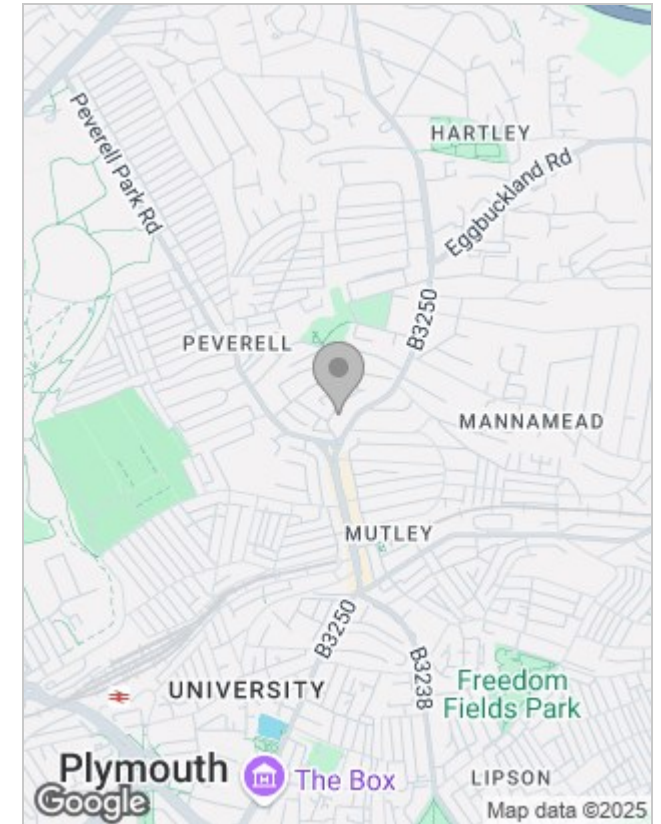 HARTLEY
Peverell Park Rd
Eggbuckland Rd
B3250
PEVERELL
MANNAMEAD
MUTLEY
B3250
B3238
UNIVERSITY
Freedom
Fields Park
Plymouth
The Box
LIPSON
Google
Map data ©2025